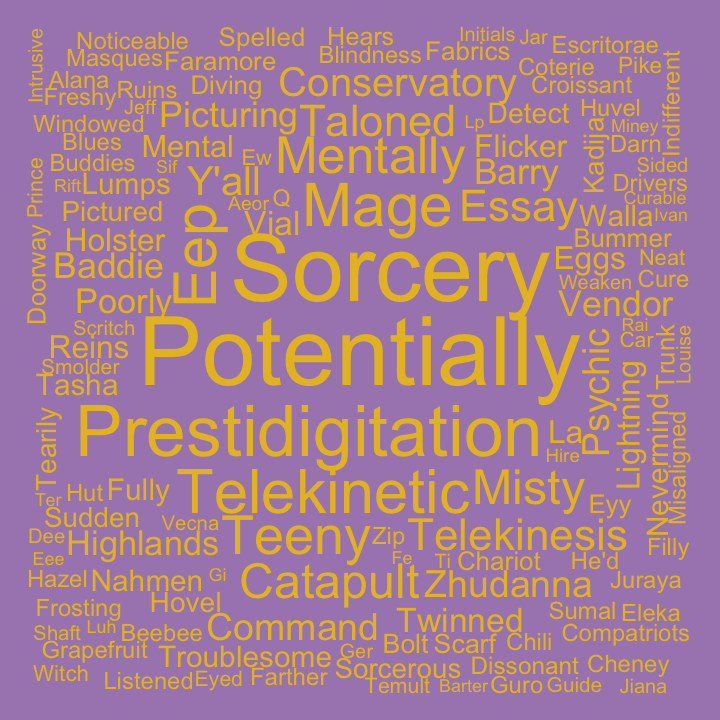 Intrusive
Noticeable
Spelled
Hears
Initials
Jar
Escritorae
Masques
Faramore
Blindness
Fabrics
Coterie
Pike
Indifferent
Alana
Ruins
Diving
Conservatory
Croissant
Freshy
Jeff
Picturing
Taloned
Lp
Detect
Huvel
Windowed
Miney
Blues
Mental
Ew
Mentally
Flicker
Kadija
Darn
Buddies
Sif
Barry
Sided
Rift
Lumps
Y'all
Drivers
Doorway Prince
Aeor
Q
Mage
Essay
Curable
Pictured
Vial
Walla
Ivan
Holster
Eep
Sorcery
Bummer
Baddie
Eggs
Neat
Weaken
Cure
Poorly
Vendor
Scritch
Potentially
Psychic
Rai
Reins
Car
Trunk
Louise
Smolder
Tasha
Lightning
Tearily
Prestidigitation
La
Nevermind
Misaligned
Hire
Ter
Hut
Fully
Telekinetic
Misty
Eyy
Sudden
Vecna
Teeny
Zip
Telekinesis
Dee
Highlands
Filly
Eee
Fe
Ti
Chariot
He'd
Hazel
Nahmen
Gi
Catapult
Zhudanna
Juraya
Frosting
Hovel
Sumal
Eleka
Shaft
Luh
Beebee
Command
Twinned
Compatriots
Grapefruit
Troublesome
Ger
Bolt
Scarf
Chili
Witch
Listened
Eyed
Farther
Sorcerous
Dissonant
Cheney
Temult
Barter
Guro
Guide
Jiana